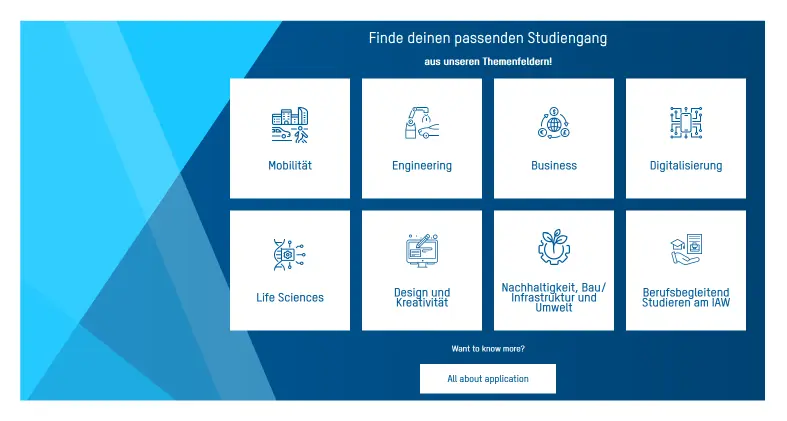 Finde deinen passenden Studiengang
aus unseren Themenfeldern!
Mobilität
Engineering
Business
Digitalisierung
Life Sciences
Design und
Kreativität
Nachhaltigkeit, Bau/
Infrastruktur und
Umwelt
Berufsbegleitend
Studieren am IAW
Want to know more?
All about application